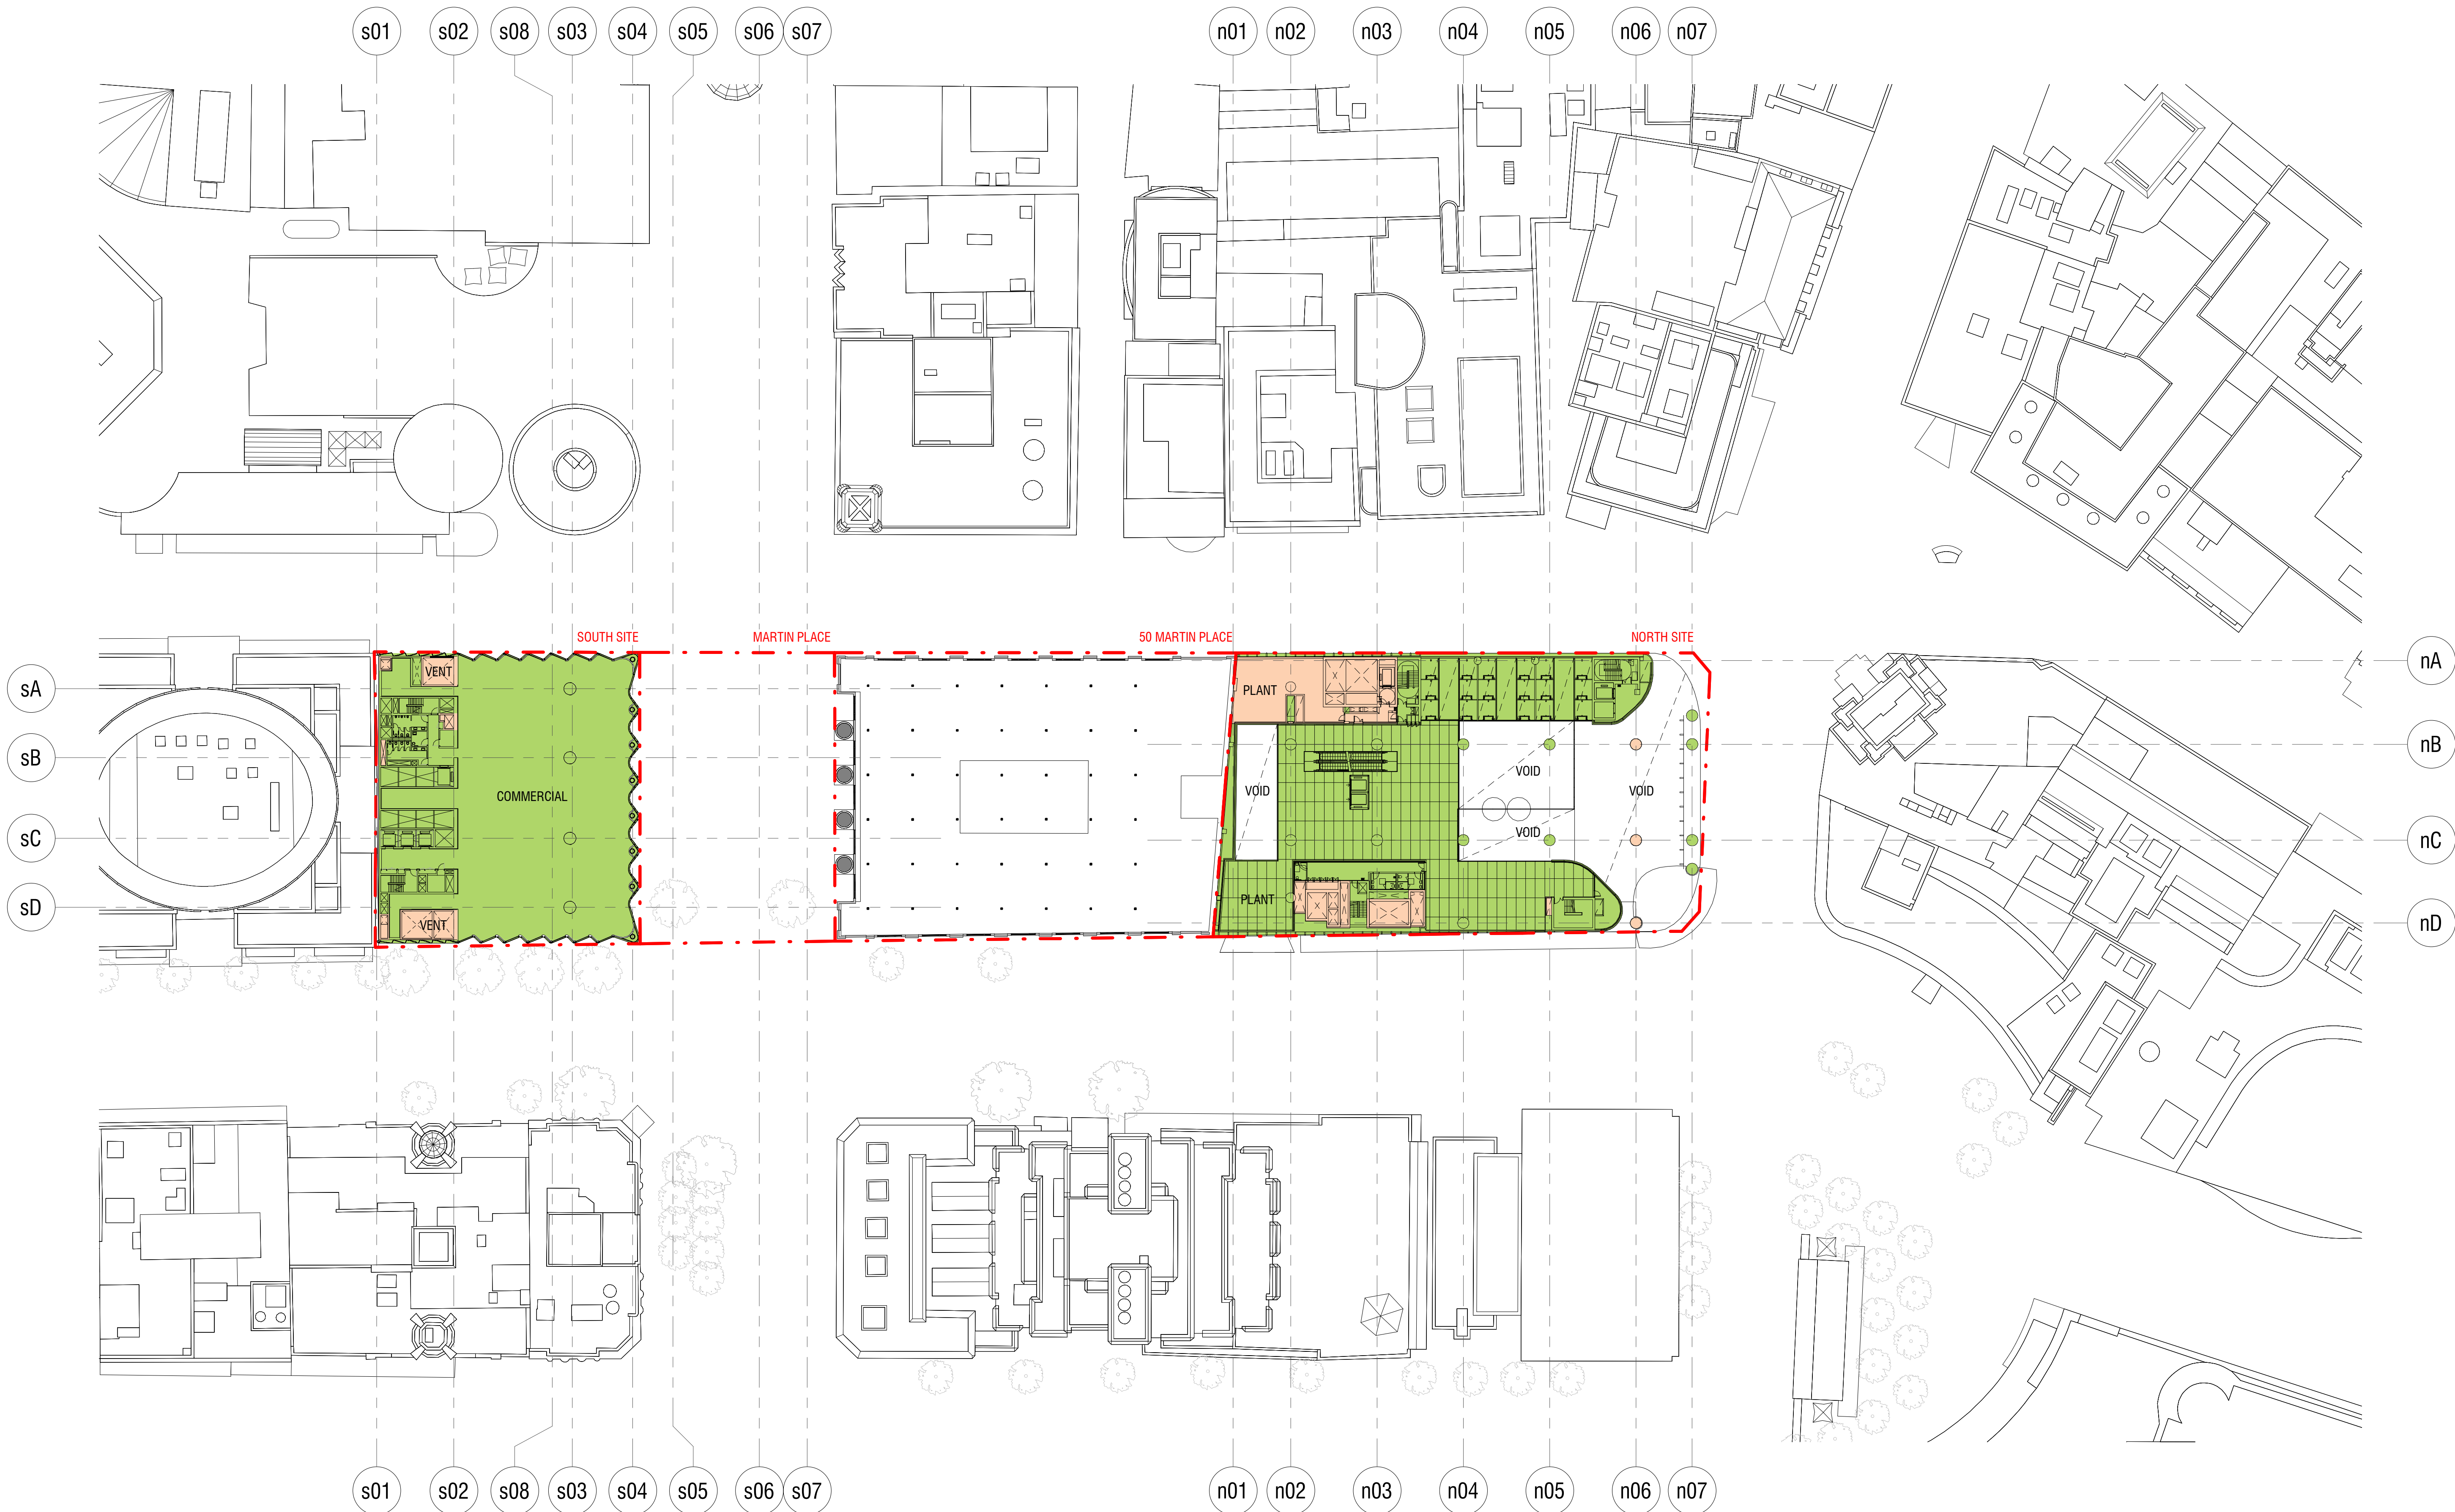 s01 s02 s08 s03 s04 s05 s06 s07 n01 n02 n03 n04 n05 n06 n07
SOUTH SITE MARTIN PLACE 50 MARTIN PLACE NORTH SITE
sA nA
VENT
PLANT
sB nB
VOID
VOID VOID
COMMERCIAL
VOID
sC nC
PLANT
sD nD
VENT
s01 s02 s08 s03 s04 s05 s06 s07 n01 n02 n03 n04 n05 n06 n07